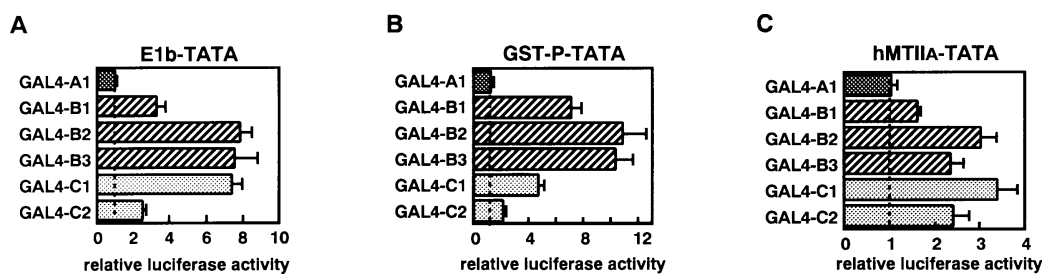 A
E1b-TATA
GAL4-A1
GAL4-B1
GAL4-B2
GAL4-B3
GAL4-C1
GAL4-C2
0 2 4 6 8 10
relative luciferase activity
B
GST-P-TATA
GAL4-A1
GAL4-B1
GAL4-B2
GAL4-B3
GAL4-C1
GAL4-C2
0 4 8 12
relative luciferase activity
C
hMTIIA-TATA
GAL4-A1
GAL4-B1
GAL4-B2
GAL4-B3
GAL4-C1
GAL4-C2
0 1 2 3 4
relative luciferase activity